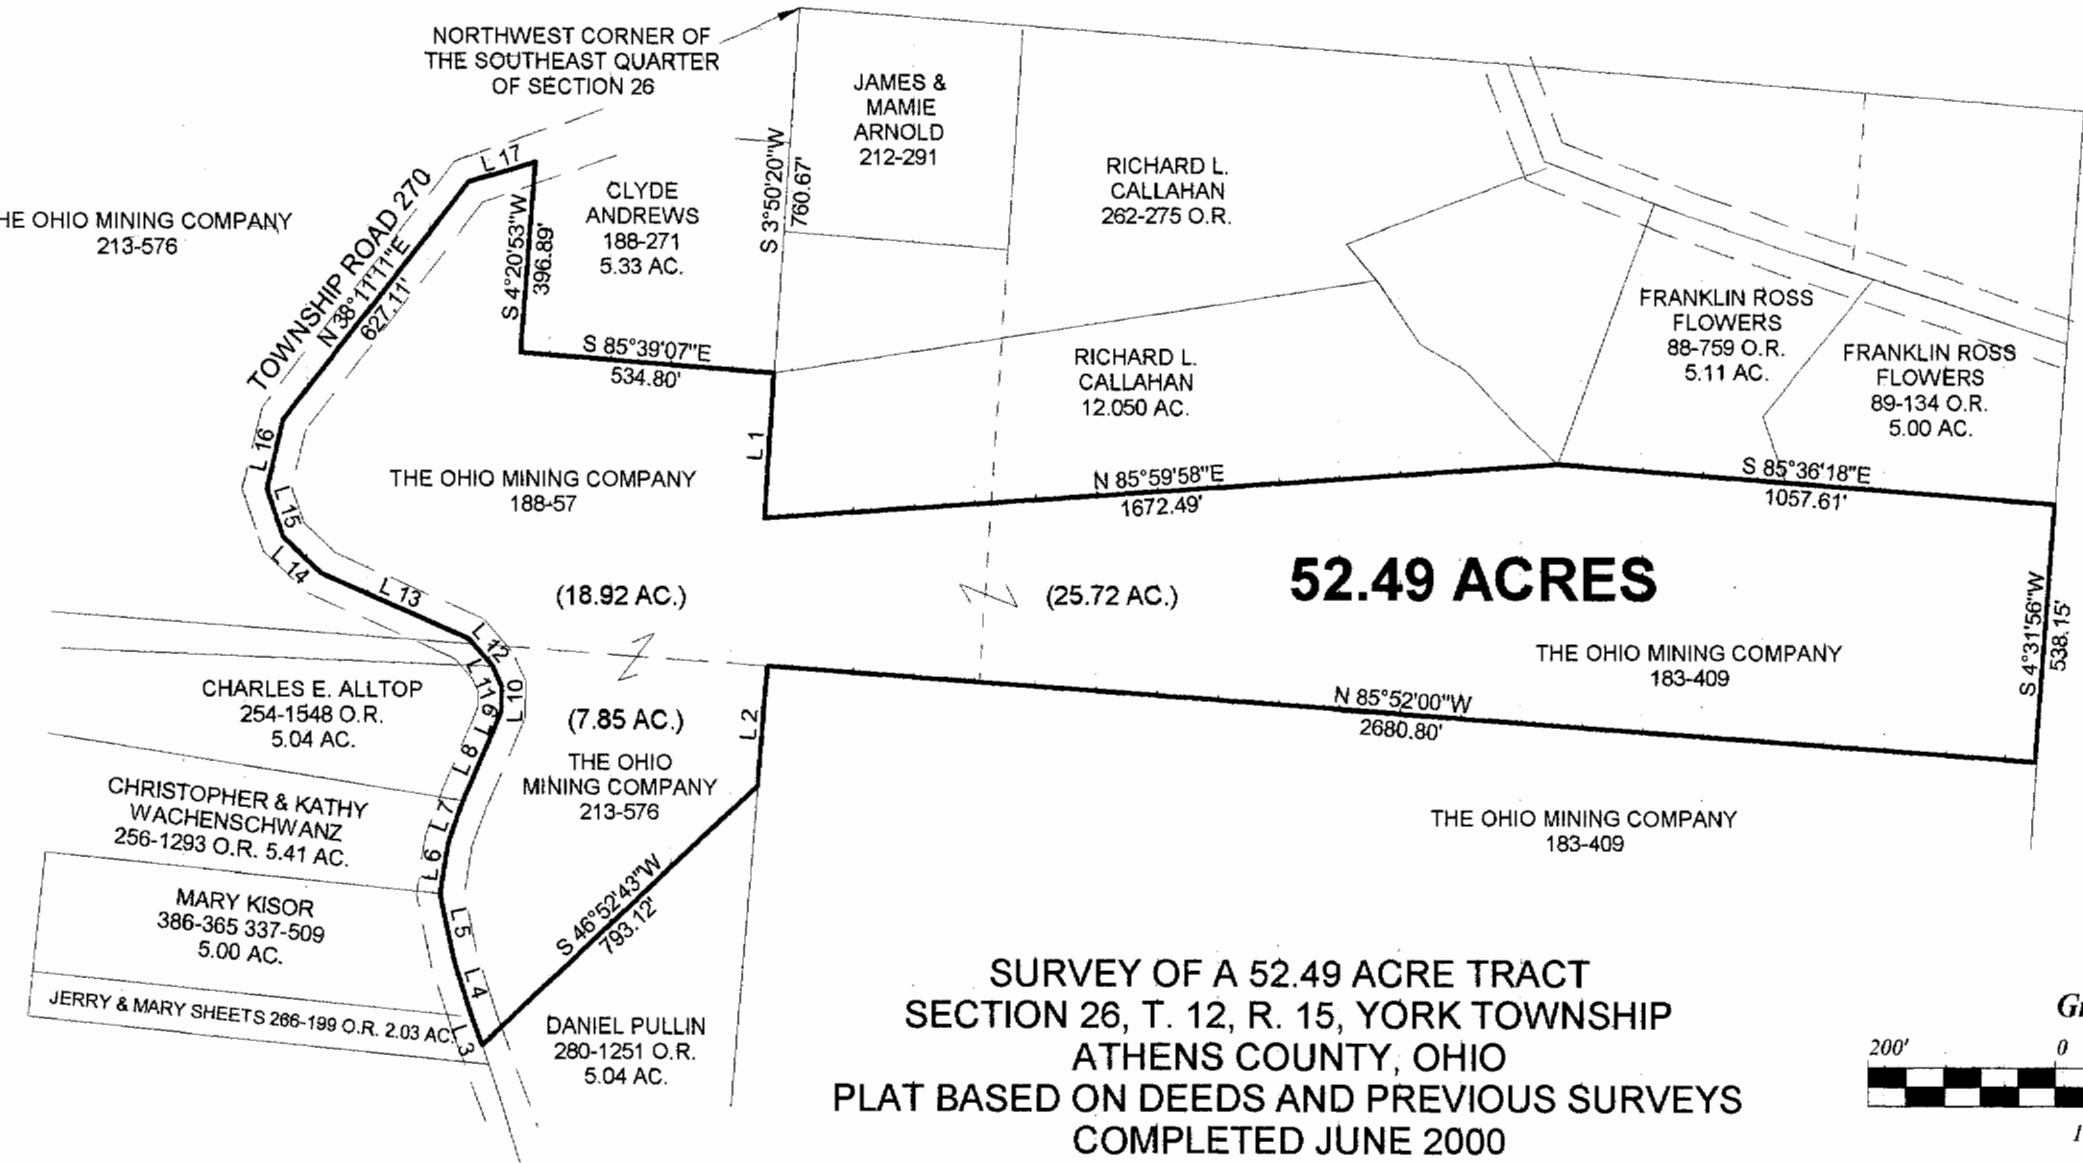 NORTHWEST CORNER OF
THE SOUTHEAST QUARTER
OF SECTION 26
JAMES &
MAMIE
ARNOLD
212-291
S 3°50'20"W
760.67'
RICHARD L.
CALLAHAN
262-275 O.R.
L 17
CLYDE
ANDREWS
188-271
5.33 AC.
HE OHIO MINING COMPANY
213-576
TOWNSHIP ROAD 270
N 38°11'11"E
627.11'
S 4°20'53"W
396.89'
S 85°39'07"E
534.80'
RICHARD L.
CALLAHAN
12.050 AC.
FRANKLIN ROSS
FLOWERS
88-759 O.R.
5.11 AC.
FRANKLIN ROSS
FLOWERS
89-134 O.R.
5.00 AC.
L 16
L 1
L 15
L 14
L 13
THE OHIO MINING COMPANY
188-57
N 85°59'58"E
1672.49'
S 85°36'18"E
1057.61'
(18.92 AC.)
(25.72 AC.)
52.49 ACRES
S 4°31'56"W
538.15'
THE OHIO MINING COMPANY
183-409
L 12
L 11
L 10
L 9
L 8
L 7
L 6
L 5
L 4
L 3
L 2
CHARLES E. ALLTOP
254-1548 O.R.
5.04 AC.
(7.85 AC.)
THE OHIO
MINING COMPANY
213-576
N 85°52'00"W
2680.80'
CHRISTOPHER & KATHY
WACHENSCHWANZ
256-1293 O.R. 5.41 AC.
THE OHIO MINING COMPANY
183-409
MARY KISOR
386-365 337-509
5.00 AC.
S 46°52'43"W
793.12'
JERRY & MARY SHEETS 266-199 O.R. 2.03 AC.
DANIEL PULLIN
280-1251 O.R.
5.04 AC.
SURVEY OF A 52.49 ACRE TRACT
SECTION 26, T. 12, R. 15, YORK TOWNSHIP
ATHENS COUNTY, OHIO
PLAT BASED ON DEEDS AND PREVIOUS SURVEYS
COMPLETED JUNE 2000
200' 0